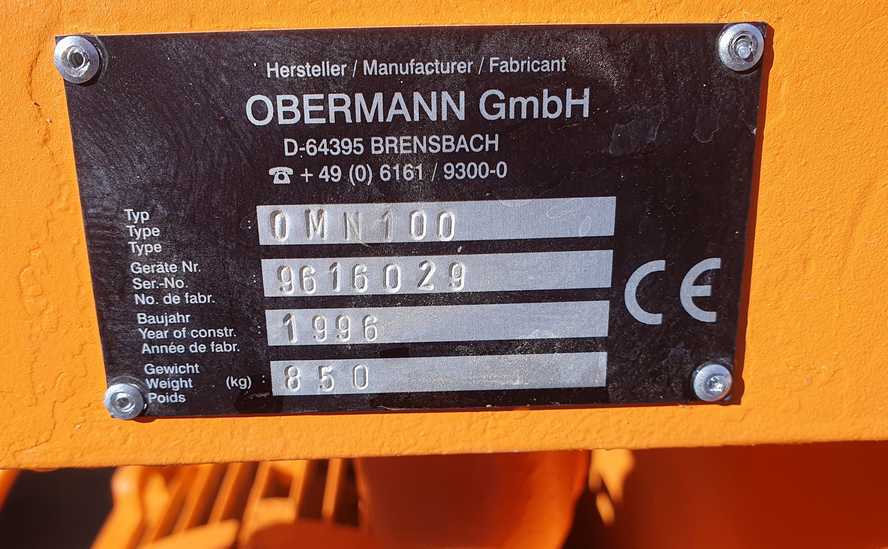 Hersteller / Manufacturer / Fabricant
OBERMANN GmbH
D-64395 BRENSBACH
☎ + 49 (0) 6161 / 9300-0
Typ
Type
Type
OMN100
Geräte Nr.
Ser.-No.
No. de fabr.
9616029
Baujahr
Year of constr.
Année de fabr.
1996
Gewicht
Weight (kg)
Poids
850
CE